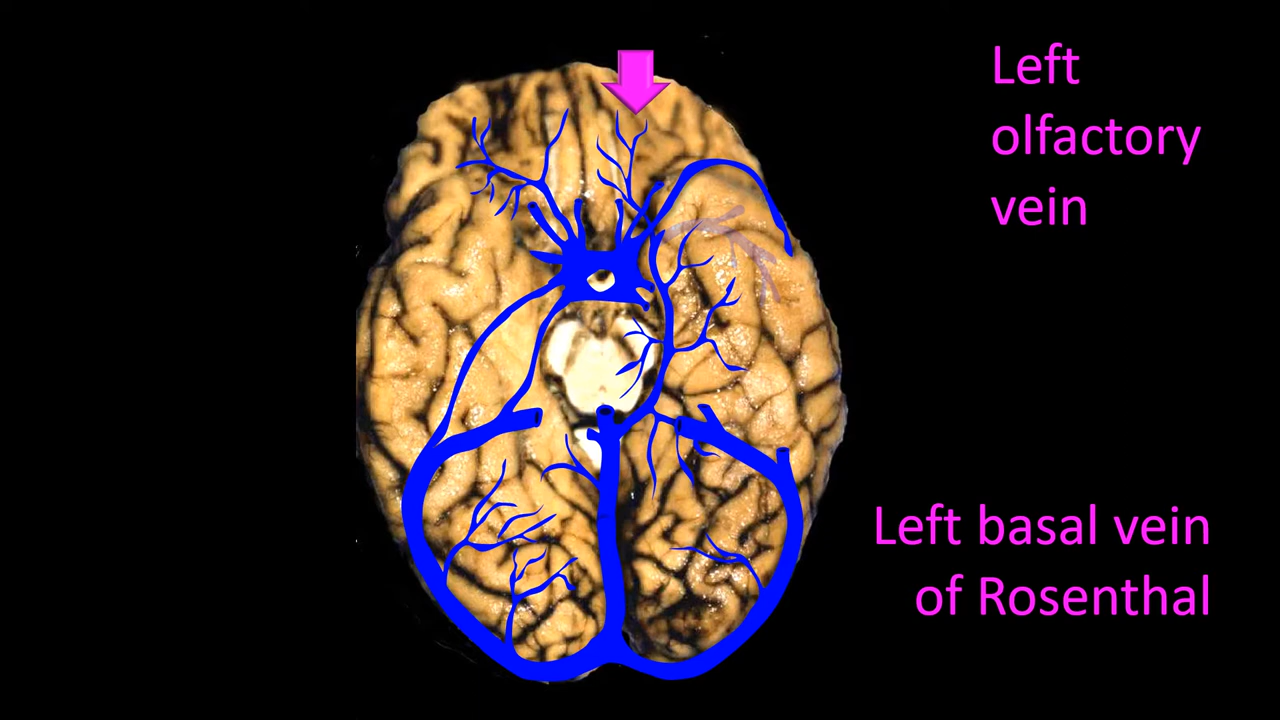 Left
olfactory
vein
Left basal vein
of Rosenthal